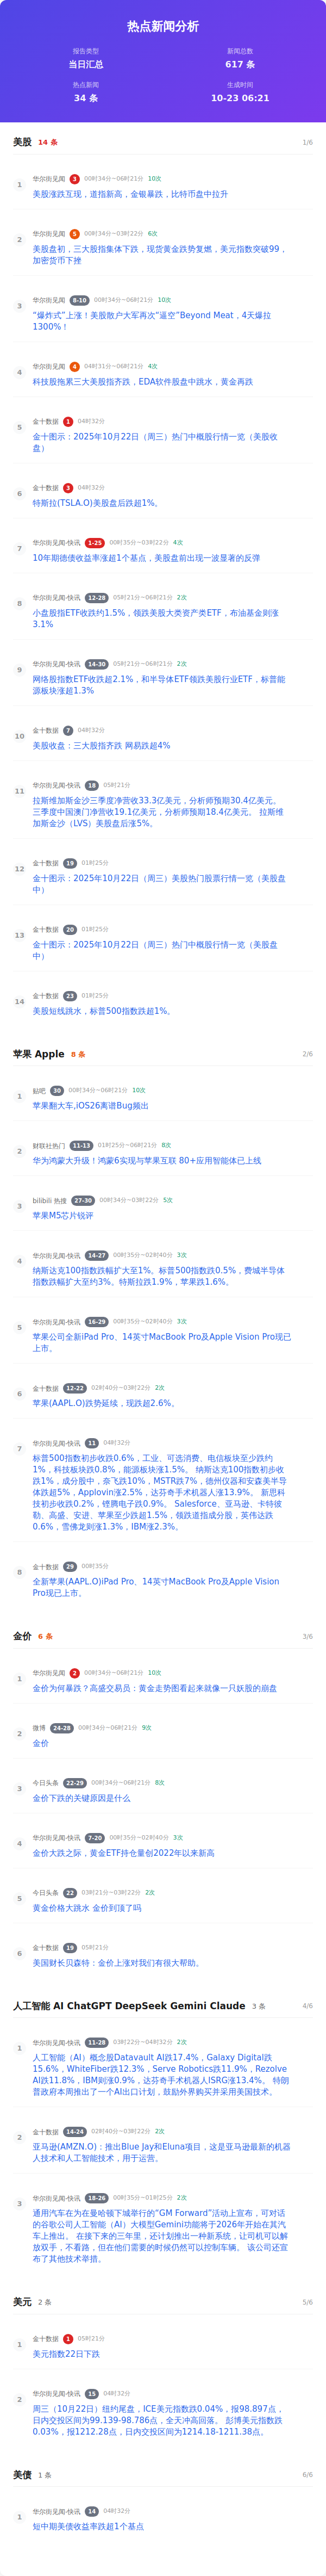 热点新闻分析
报告类型
当日汇总
新闻总数
617 条
热点新闻
34 条
生成时间
10-23 06:21
美股 14 条 1/6
1 华尔街见闻 3 00时34分~06时21分 10次
美股涨跌互现，道指新高，金银暴跌，比特币盘中拉升
2 华尔街见闻 5 00时34分~03时22分 6次
美股盘初，三大股指集体下跌，现货黄金跌势复燃，美元指数突破99，
加密货币下挫
3 华尔街见闻 8-10 00时34分~06时21分 10次
“爆炸式”上涨！美股散户大军再次“逼空”Beyond Meat，4天爆拉
1300%！
4 华尔街见闻 4 04时31分~06时21分 4次
科技股拖累三大美股指齐跌，EDA软件股盘中跳水，黄金再跌
5 金十数据 1 04时32分
金十图示：2025年10月22日（周三）热门中概股行情一览（美股收
盘）
6 金十数据 3 04时32分
特斯拉(TSLA.O)美股盘后跌超1%。
7 华尔街见闻-快讯 1-25 00时35分~03时22分 4次
10年期德债收益率涨超1个基点，美股盘前出现一波显著的反弹
8 华尔街见闻-快讯 12-28 05时21分~06时21分 2次
小盘股指ETF收跌约1.5%，领跌美股大类资产类ETF，布油基金则涨
3.1%
9 华尔街见闻-快讯 14-30 05时21分~06时21分 2次
网络股指数ETF收跌超2.1%，和半导体ETF领跌美股行业ETF，标普能
源板块涨超1.3%
10 金十数据 7 04时32分
美股收盘：三大股指齐跌 网易跌超4%
11 华尔街见闻-快讯 18 05时21分
拉斯维加斯金沙三季度净营收33.3亿美元，分析师预期30.4亿元。
三季度中国澳门净营收19.1亿美元，分析师预期18.4亿美元。 拉斯维
加斯金沙（LVS）美股盘后涨5%。
12 金十数据 19 01时25分
金十图示：2025年10月22日（周三）美股热门股票行情一览（美股盘
中）
13 金十数据 20 01时25分
金十图示：2025年10月22日（周三）热门中概股行情一览（美股盘
中）
14 金十数据 23 01时25分
美股短线跳水，标普500指数跌超1%。
苹果 Apple 8 条 2/6
1 贴吧 30 00时34分~06时21分 10次
苹果翻大车,iOS26离谱Bug频出
2 财联社热门 11-13 01时25分~06时21分 8次
华为鸿蒙大升级！鸿蒙6实现与苹果互联 80+应用智能体已上线
3 bilibili 热搜 27-30 00时34分~03时22分 5次
苹果M5芯片锐评
4 华尔街见闻-快讯 14-27 00时35分~02时40分 3次
纳斯达克100指数跌幅扩大至1%。标普500指数跌0.5%，费城半导体
指数跌幅扩大至约3%。特斯拉跌1.9%，苹果跌1.6%。
5 华尔街见闻-快讯 16-29 00时35分~02时40分 3次
苹果公司全新iPad Pro、14英寸MacBook Pro及Apple Vision Pro现已
上市。
6 金十数据 12-22 02时40分~03时22分 2次
苹果(AAPL.O)跌势延续，现跌超2.6%。
7 华尔街见闻-快讯 11 04时32分
标普500指数初步收跌0.6%，工业、可选消费、电信板块至少跌约
1%，科技板块跌0.8%，能源板块涨1.5%。 纳斯达克100指数初步收
跌1%，成分股中，奈飞跌10%，MSTR跌7%，德州仪器和安森美半导
体跌超5%，Applovin涨2.5%，达芬奇手术机器人涨13.9%。 新思科
技初步收跌0.2%，铿腾电子跌0.9%。 Salesforce、亚马逊、卡特彼
勒、高盛、安进、苹果至少跌超1.5%，领跌道指成分股，英伟达跌
0.6%，雪佛龙则涨1.3%，IBM涨2.3%。
8 金十数据 29 00时35分
全新苹果(AAPL.O)iPad Pro、14英寸MacBook Pro及Apple Vision
Pro现已上市。
金价 6 条 3/6
1 华尔街见闻 2 00时34分~06时21分 10次
金价为何暴跌？高盛交易员：黄金走势图看起来就像一只妖股的崩盘
2 微博 24-28 00时34分~06时21分 9次
金价
3 今日头条 22-29 00时34分~06时21分 8次
金价下跌的关键原因是什么
4 华尔街见闻-快讯 7-20 00时35分~02时40分 3次
金价大跌之际，黄金ETF持仓量创2022年以来新高
5 今日头条 22 03时21分~03时22分 2次
黄金价格大跳水 金价到顶了吗
6 金十数据 19 05时21分
美国财长贝森特：金价上涨对我们有很大帮助。
人工智能 AI ChatGPT DeepSeek Gemini Claude 3 条 4/6
1 华尔街见闻-快讯 11-28 03时22分~04时32分 2次
人工智能（AI）概念股Datavault AI跌17.4%，Galaxy Digital跌
15.6%，WhiteFiber跌12.3%，Serve Robotics跌11.9%，Rezolve
AI跌11.8%，IBM则涨0.9%，达芬奇手术机器人ISRG涨13.4%。 特朗
普政府本周推出了一个AI出口计划，鼓励外界购买并采用美国技术。
2 金十数据 14-24 02时40分~03时22分 2次
亚马逊(AMZN.O)：推出Blue Jay和Eluna项目，这是亚马逊最新的机器
人技术和人工智能技术，用于运营。
3 华尔街见闻-快讯 18-26 00时35分~01时25分 2次
通用汽车在为在曼哈顿下城举行的“GM Forward”活动上宣布，可对话
的谷歌公司人工智能（AI）大模型Gemini功能将于2026年开始在其汽
车上推出。 在接下来的三年里，还计划推出一种新系统，让司机可以解
放双手，不看路，但在他们需要的时候仍然可以控制车辆。 该公司还宣
布了其他技术举措。
美元 2 条 5/6
1 金十数据 1 05时21分
美元指数22日下跌
2 华尔街见闻-快讯 15 04时32分
周三（10月22日）纽约尾盘，ICE美元指数跌0.04%，报98.897点，
日内交投区间为99.139-98.786点，全天冲高回落。 彭博美元指数跌
0.03%，报1212.28点，日内交投区间为1214.18-1211.38点。
美债 1 条 6/6
1 华尔街见闻-快讯 14 04时32分
短中期美债收益率跌超1个基点